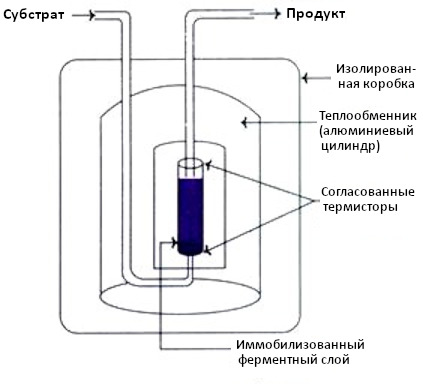 Субстрат
Продукт
Изолирован-
ная коробка
Теплообменник
(алюминиевый
цилиндр)
Согласованные
термисторы
Иммобилизованный
ферментный слой